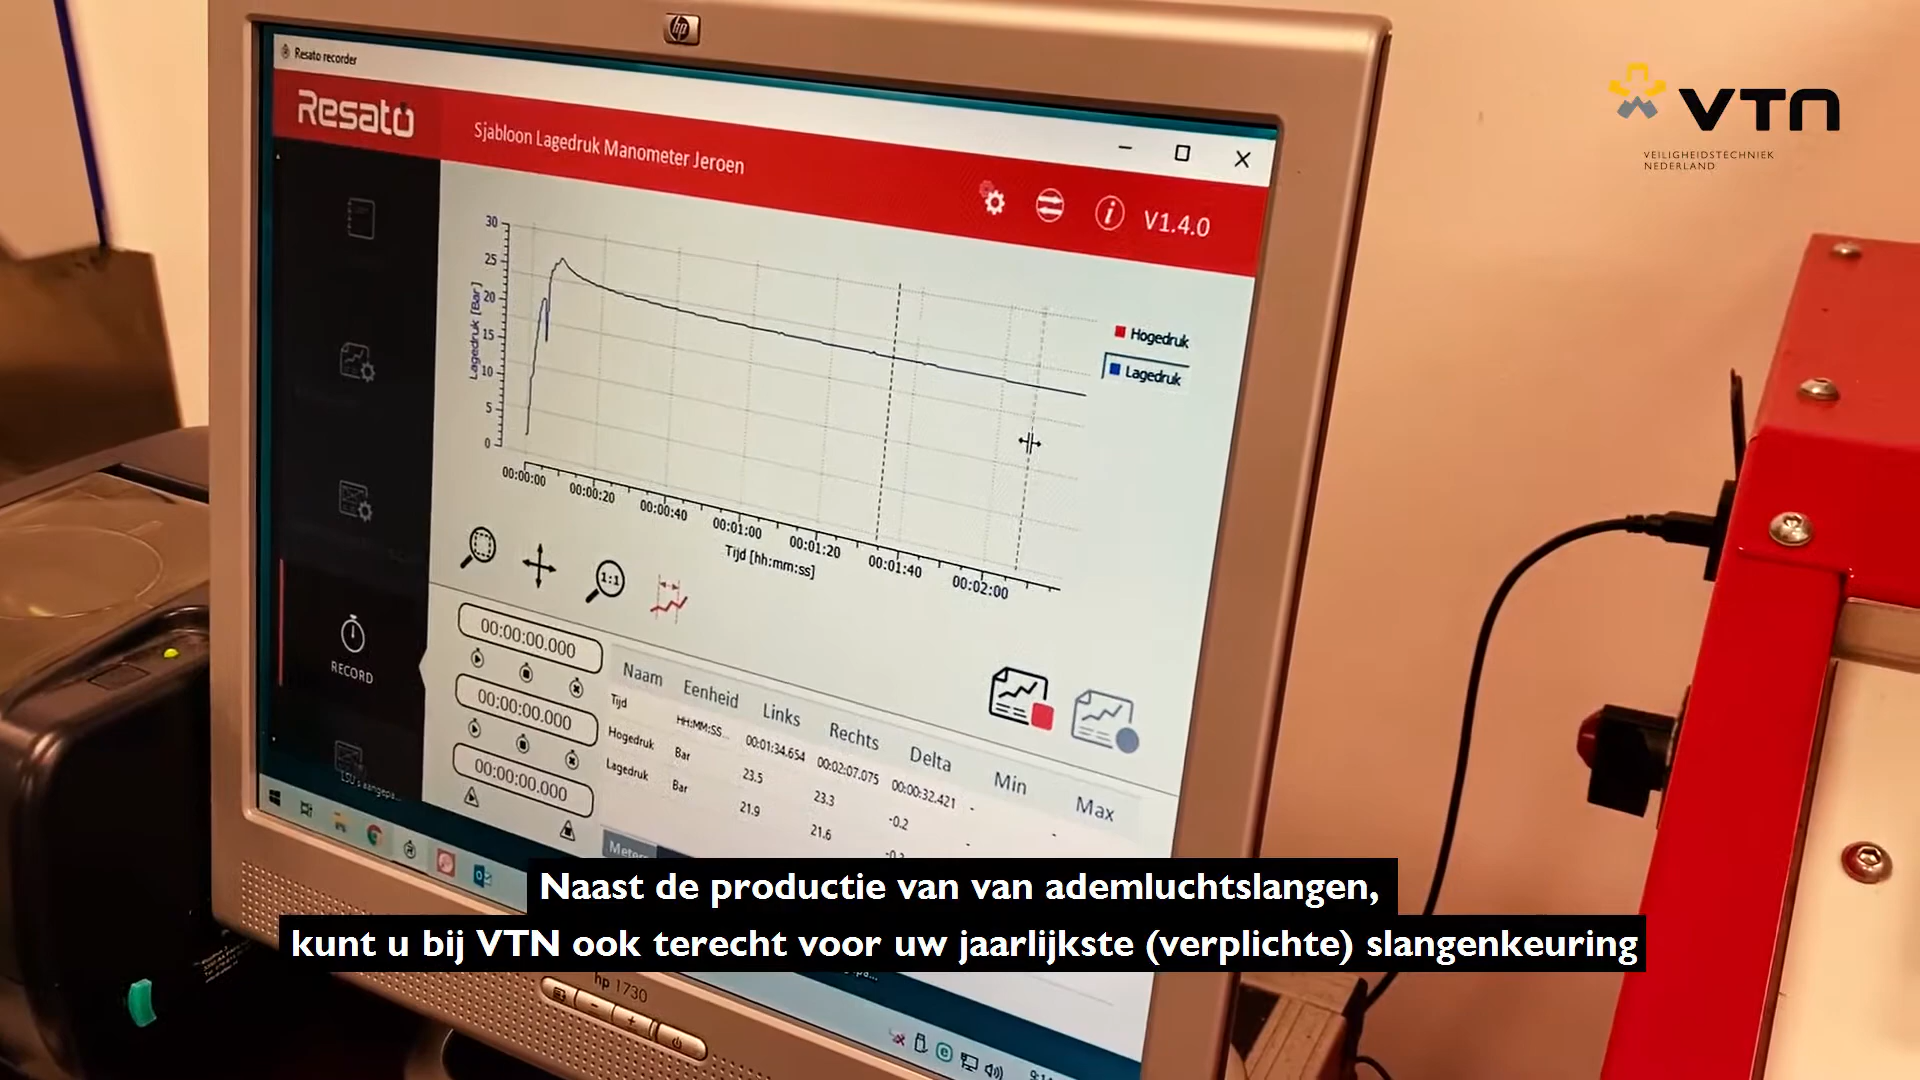 hp
Resato recorder
Resato
Sjabloon Lagedruk Manometer Jeroen
V1.4.0
VTN
VEILIGHEIDSTECHNIEK
NEDERLAND
30
25
20
15
10
5
0
Lagedruk [Bar]
Hogedruk
Lagedruk
00:00:00
00:00:20
00:00:40
00:01:00
00:01:20
00:01:40
00:02:00
Tijd [hh:mm:ss]
1:1
RECORD
00:00:00.000
00:00:00.000
00:00:00.000
Naam Eenheid Links Rechts Delta Min Max
Tijd HH:MM:SS... 00:01:34.654 00:02:07.075 00:00:32.421 - -
Hogedruk Bar 23.5 23.3 -0.2 -
Lagedruk Bar 21.9 21.6
Naast de productie van van ademluchtslangen,
kunt u bij VTN ook terecht voor uw jaarlijkste (verplichte) slangenkeuring
hp 1730